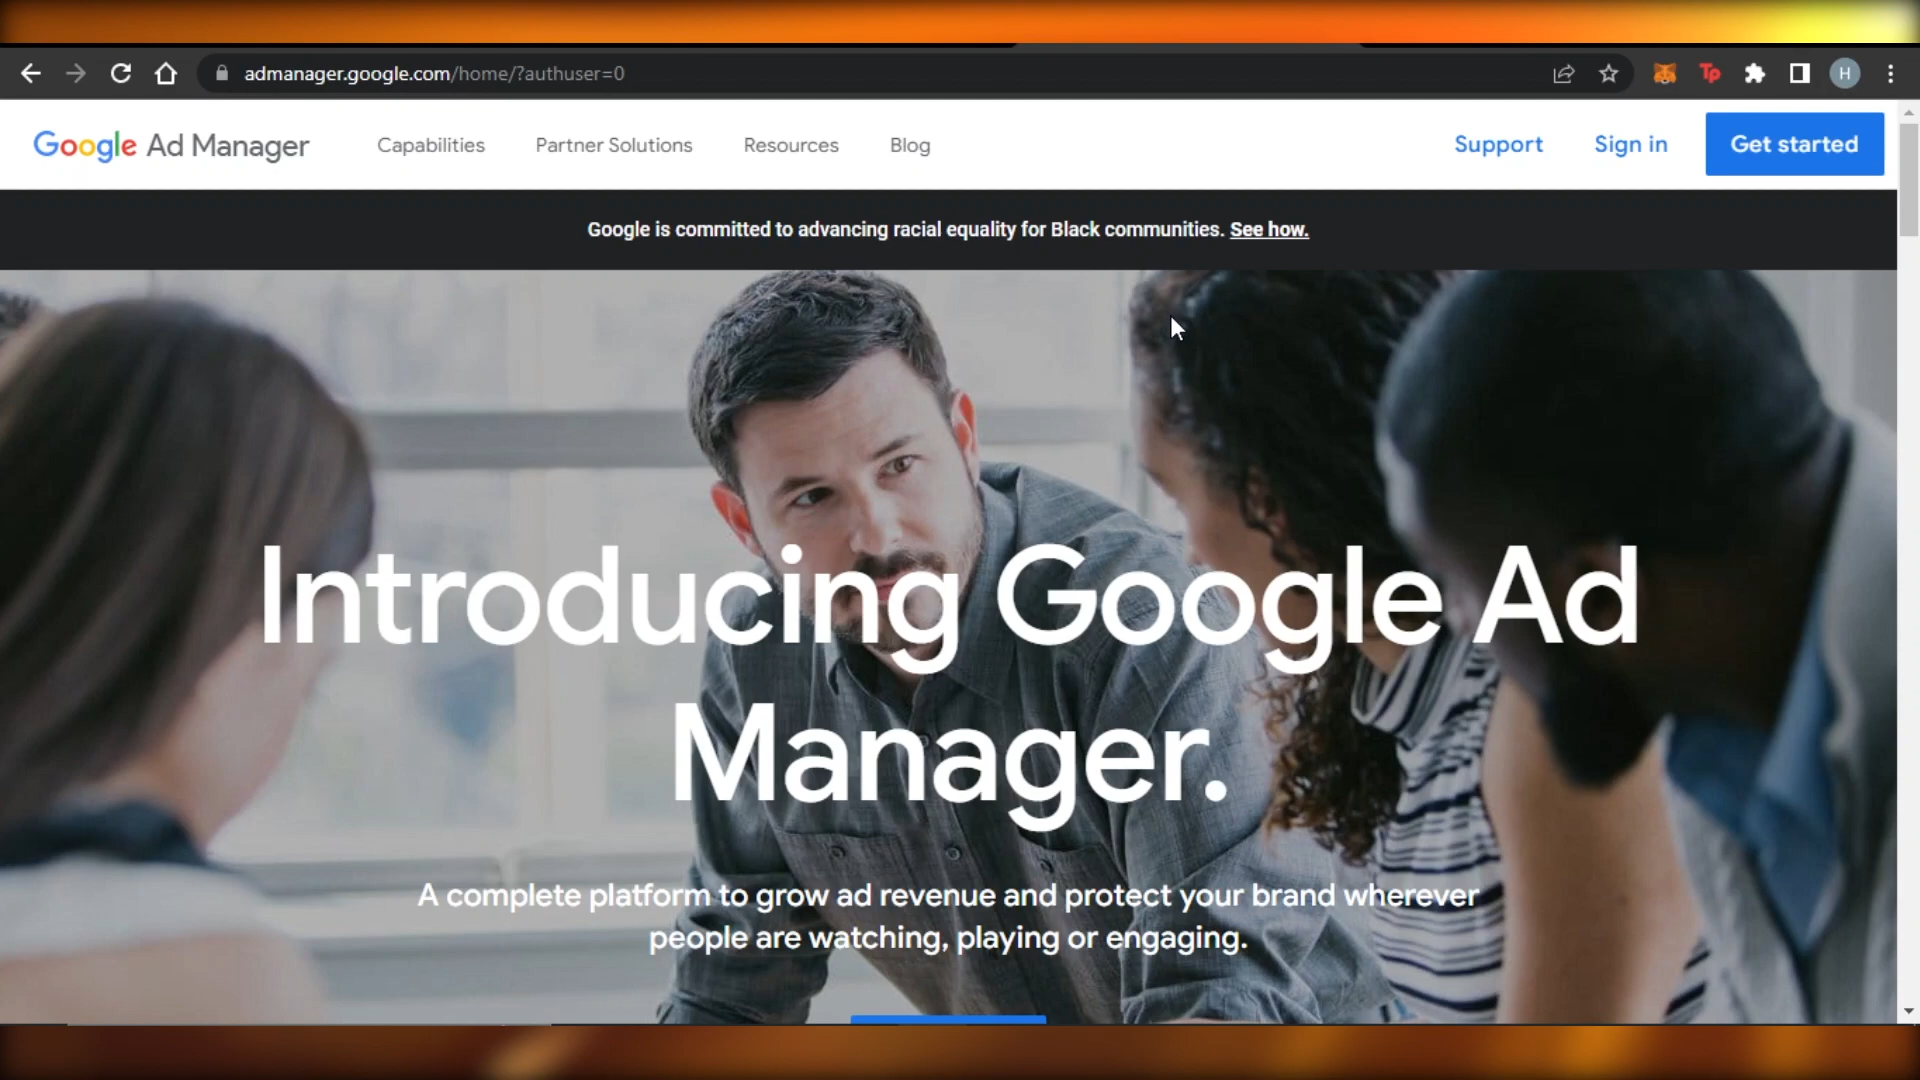 admanager.google.com/home/?authuser=0
Tp
H
Google Ad Manager
Capabilities
Partner Solutions
Resources
Blog
Support
Sign in
Get started
Google is committed to advancing racial equality for Black communities. See how.
Introducing Google Ad
Manager.
A complete platform to grow ad revenue and protect your brand wherever
people are watching, playing or engaging.